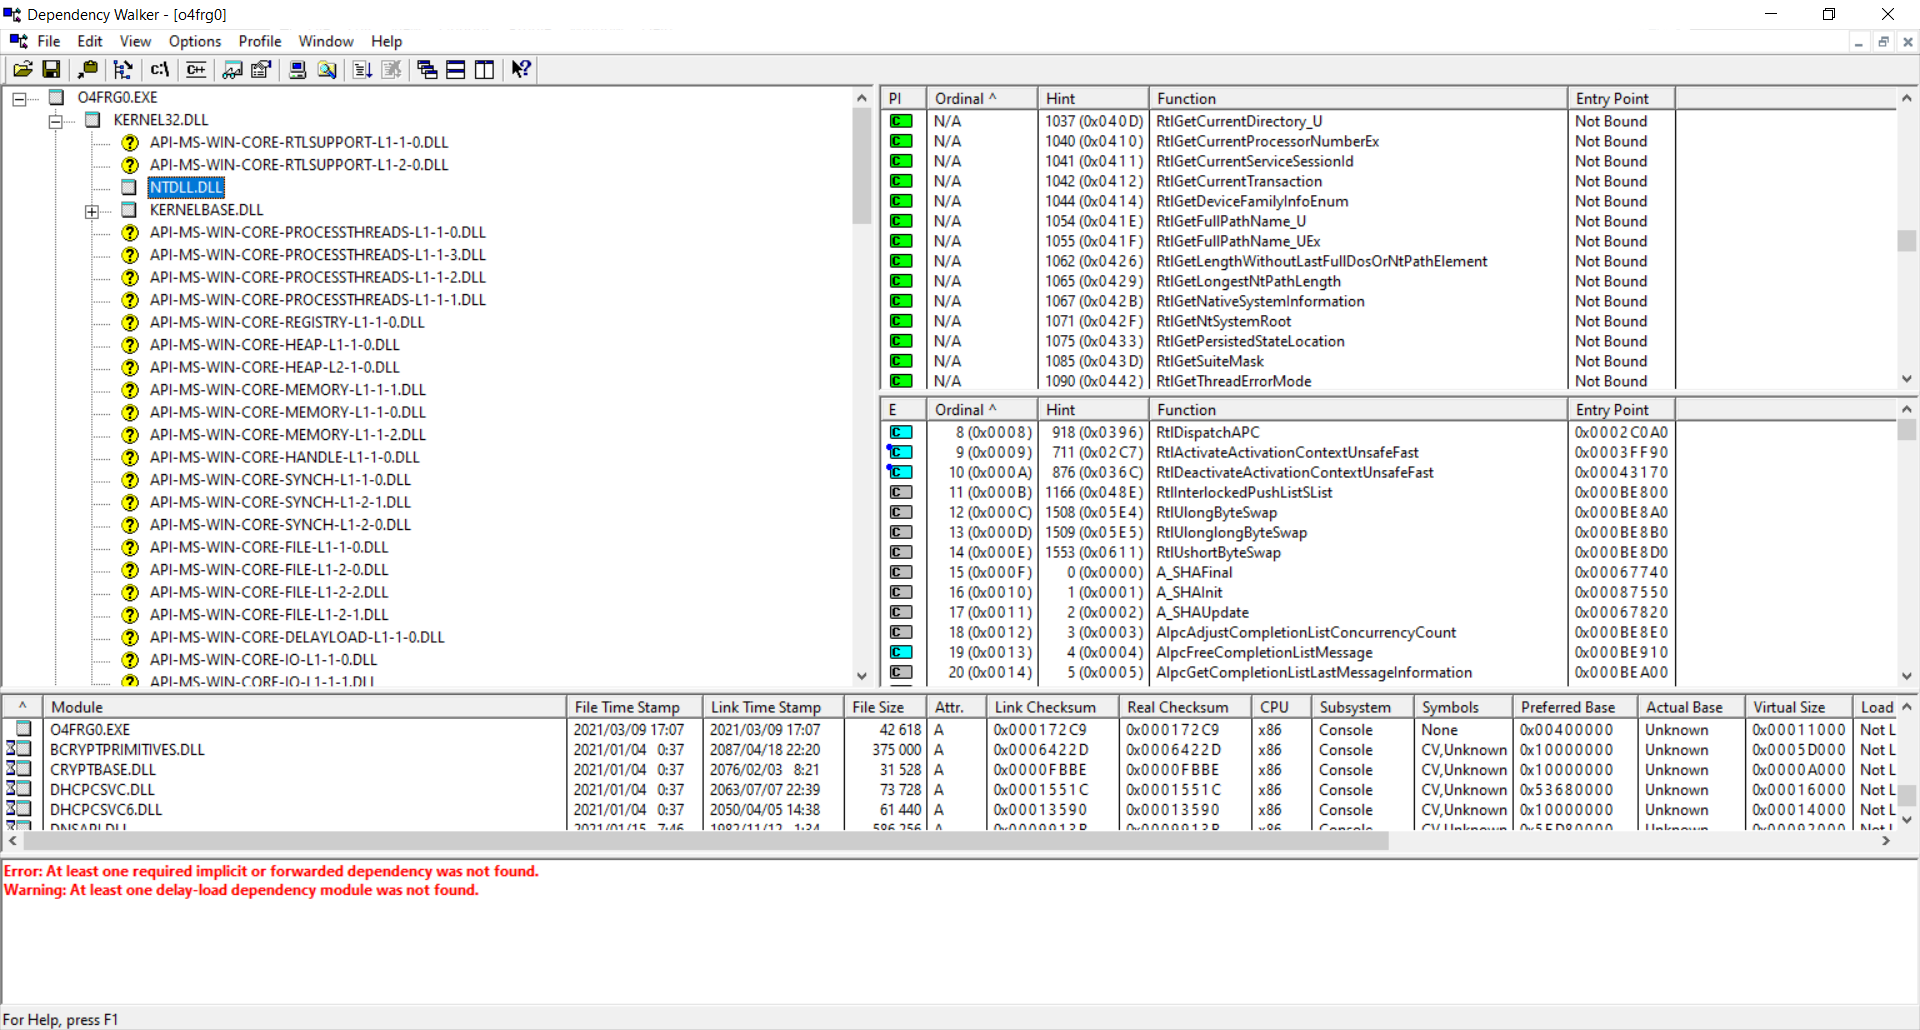 Dependency Walker - [o4frg0]
File Edit View Options Profile Window Help
c:\ C++
O4FRG0.EXE
KERNEL32.DLL
API-MS-WIN-CORE-RTLSUPPORT-L1-1-0.DLL
API-MS-WIN-CORE-RTLSUPPORT-L1-2-0.DLL
NTDLL.DLL
KERNELBASE.DLL
API-MS-WIN-CORE-PROCESSTHREADS-L1-1-0.DLL
API-MS-WIN-CORE-PROCESSTHREADS-L1-1-3.DLL
API-MS-WIN-CORE-PROCESSTHREADS-L1-1-2.DLL
API-MS-WIN-CORE-PROCESSTHREADS-L1-1-1.DLL
API-MS-WIN-CORE-REGISTRY-L1-1-0.DLL
API-MS-WIN-CORE-HEAP-L1-1-0.DLL
API-MS-WIN-CORE-HEAP-L2-1-0.DLL
API-MS-WIN-CORE-MEMORY-L1-1-1.DLL
API-MS-WIN-CORE-MEMORY-L1-1-0.DLL
API-MS-WIN-CORE-MEMORY-L1-1-2.DLL
API-MS-WIN-CORE-HANDLE-L1-1-0.DLL
API-MS-WIN-CORE-SYNCH-L1-1-0.DLL
API-MS-WIN-CORE-SYNCH-L1-2-1.DLL
API-MS-WIN-CORE-SYNCH-L1-2-0.DLL
API-MS-WIN-CORE-FILE-L1-1-0.DLL
API-MS-WIN-CORE-FILE-L1-2-0.DLL
API-MS-WIN-CORE-FILE-L1-2-2.DLL
API-MS-WIN-CORE-FILE-L1-2-1.DLL
API-MS-WIN-CORE-DELAYLOAD-L1-1-0.DLL
API-MS-WIN-CORE-IO-L1-1-0.DLL
API-MS-WIN-CORE-IO-L1-1-1.DLL
PI Ordinal ^ Hint Function Entry Point
C N/A 1037 (0x040D) RtlGetCurrentDirectory_U Not Bound
C N/A 1040 (0x0410) RtlGetCurrentProcessorNumberEx Not Bound
C N/A 1041 (0x0411) RtlGetCurrentServiceSessionId Not Bound
C N/A 1042 (0x0412) RtlGetCurrentTransaction Not Bound
C N/A 1044 (0x0414) RtlGetDeviceFamilyInfoEnum Not Bound
C N/A 1054 (0x041E) RtlGetFullPathName_U Not Bound
C N/A 1055 (0x041F) RtlGetFullPathName_UEx Not Bound
C N/A 1062 (0x0426) RtlGetLengthWithoutLastFullDosOrNtPathElement Not Bound
C N/A 1065 (0x0429) RtlGetLongestNtPathLength Not Bound
C N/A 1067 (0x042B) RtlGetNativeSystemInformation Not Bound
C N/A 1071 (0x042F) RtlGetNtSystemRoot Not Bound
C N/A 1075 (0x0433) RtlGetPersistedStateLocation Not Bound
C N/A 1085 (0x043D) RtlGetSuiteMask Not Bound
C N/A 1090 (0x0442) RtlGetThreadErrorMode Not Bound
E Ordinal ^ Hint Function Entry Point
C 8 (0x0008) 918 (0x0396) RtlDispatchAPC 0x0002C0A0
C 9 (0x0009) 711 (0x02C7) RtlActivateActivationContextUnsafeFast 0x0003FF90
C 10 (0x000A) 876 (0x036C) RtlDeactivateActivationContextUnsafeFast 0x00043170
C 11 (0x000B) 1166 (0x048E) RtlInterlockedPushListSList 0x000BE800
C 12 (0x000C) 1508 (0x05E4) RtlUlongByteSwap 0x000BE8A0
C 13 (0x000D) 1509 (0x05E5) RtlUlonglongByteSwap 0x000BE8B0
C 14 (0x000E) 1553 (0x0611) RtlUshortByteSwap 0x000BE8D0
C 15 (0x000F) 0 (0x0000) A_SHAFinal 0x00067740
C 16 (0x0010) 1 (0x0001) A_SHAInit 0x00087550
C 17 (0x0011) 2 (0x0002) A_SHAUpdate 0x00067820
C 18 (0x0012) 3 (0x0003) AlpcAdjustCompletionListConcurrencyCount 0x000BE8E0
C 19 (0x0013) 4 (0x0004) AlpcFreeCompletionListMessage 0x000BE910
C 20 (0x0014) 5 (0x0005) AlpcGetCompletionListLastMessageInformation 0x000BEA00
^ Module File Time Stamp Link Time Stamp File Size Attr. Link Checksum Real Checksum CPU Subsystem Symbols Preferred Base Actual Base Virtual Size Load
O4FRG0.EXE 2021/03/09 17:07 2021/03/09 17:07 42 618 A 0x000172C9 0x000172C9 x86 Console None 0x00400000 Unknown 0x00011000 Not L
BCRYPTPRIMITIVES.DLL 2021/01/04 0:37 2087/04/18 22:20 375 000 A 0x0006422D 0x0006422D x86 Console CV,Unknown 0x10000000 Unknown 0x0005D000 Not L
CRYPTBASE.DLL 2021/01/04 0:37 2076/02/03 8:21 31 528 A 0x0000FBBE 0x0000FBBE x86 Console CV,Unknown 0x10000000 Unknown 0x0000A000 Not L
DHCPCSVC.DLL 2021/01/04 0:37 2063/07/07 22:39 73 728 A 0x0001551C 0x0001551C x86 Console CV,Unknown 0x53680000 Unknown 0x00016000 Not L
DHCPCSVC6.DLL 2021/01/04 0:37 2050/04/05 14:38 61 440 A 0x00013590 0x00013590 x86 Console CV,Unknown 0x10000000 Unknown 0x00014000 Not L
DNSAPI.DLL 2021/01/15 7:46 1982/11/12 1:34 586 256 A x86 Console CV,Unknown Unknown Not L
Error: At least one required implicit or forwarded dependency was not found.
Warning: At least one delay-load dependency module was not found.
For Help, press F1